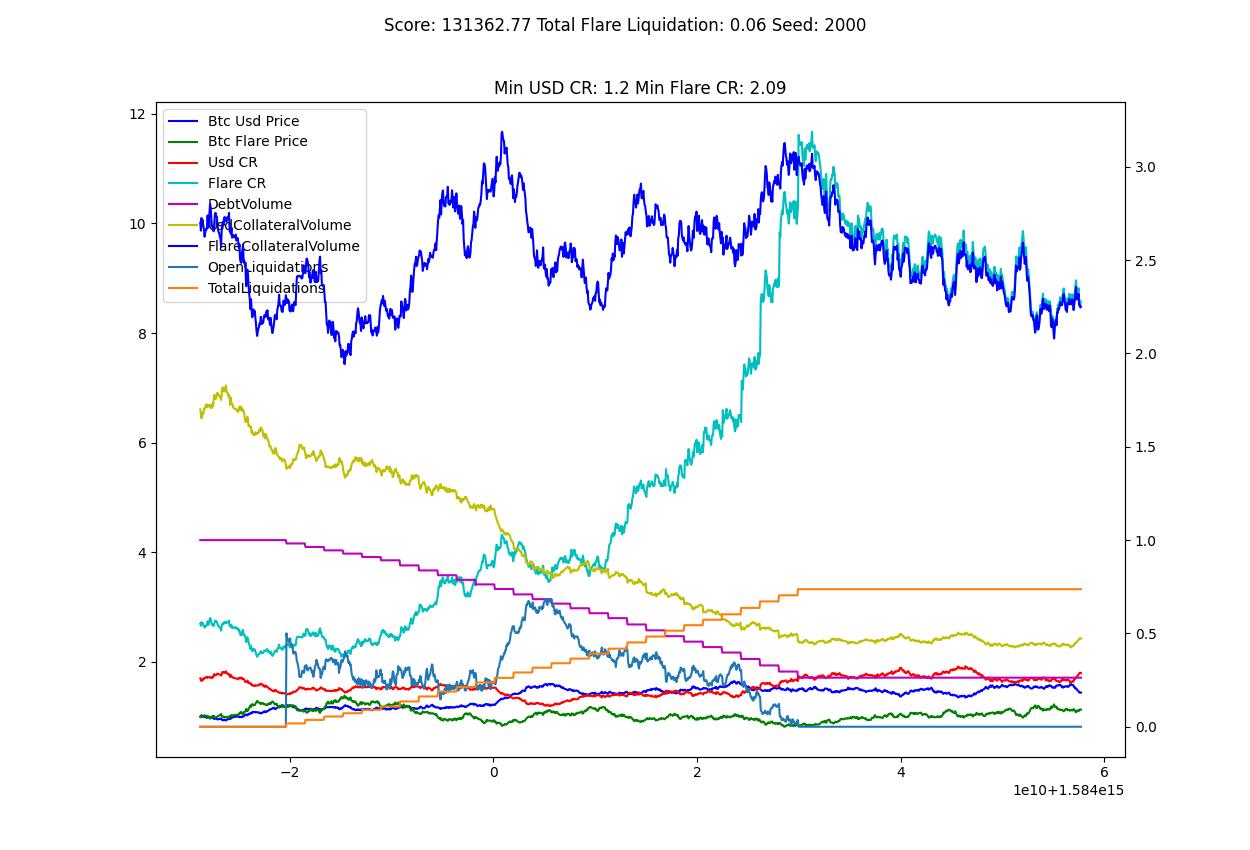 Score: 131362.77 Total Flare Liquidation: 0.06 Seed: 2000
Min USD CR: 1.2 Min Flare CR: 2.09
Btc Usd Price
Btc Flare Price
Usd CR
Flare CR
DebtVolume
UsdCollateralVolume
FlareCollateralVolume
OpenLiquidations
TotalLiquidations
12
10
8
6
4
2
3.0
2.5
2.0
1.5
1.0
0.5
0.0
−2
0
2
4
6
1e10+1.584e15